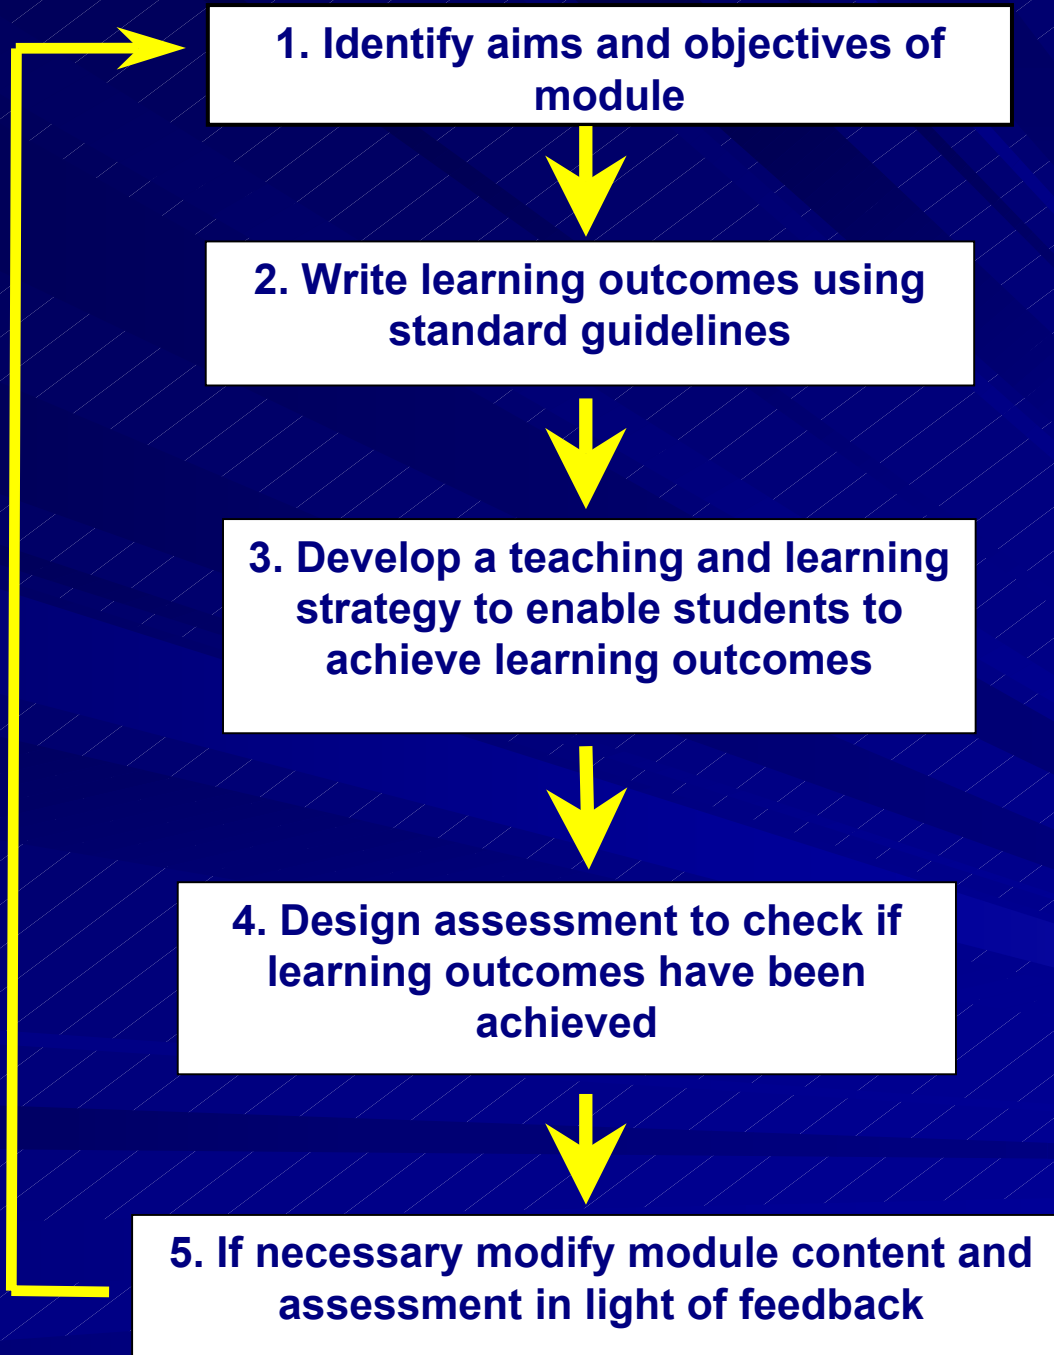 1. Identify aims and objectives of
module
2. Write learning outcomes using
standard guidelines
3. Develop a teaching and learning
strategy to enable students to
achieve learning outcomes
4. Design assessment to check if
learning outcomes have been
achieved
5. If necessary modify module content and
assessment in light of feedback